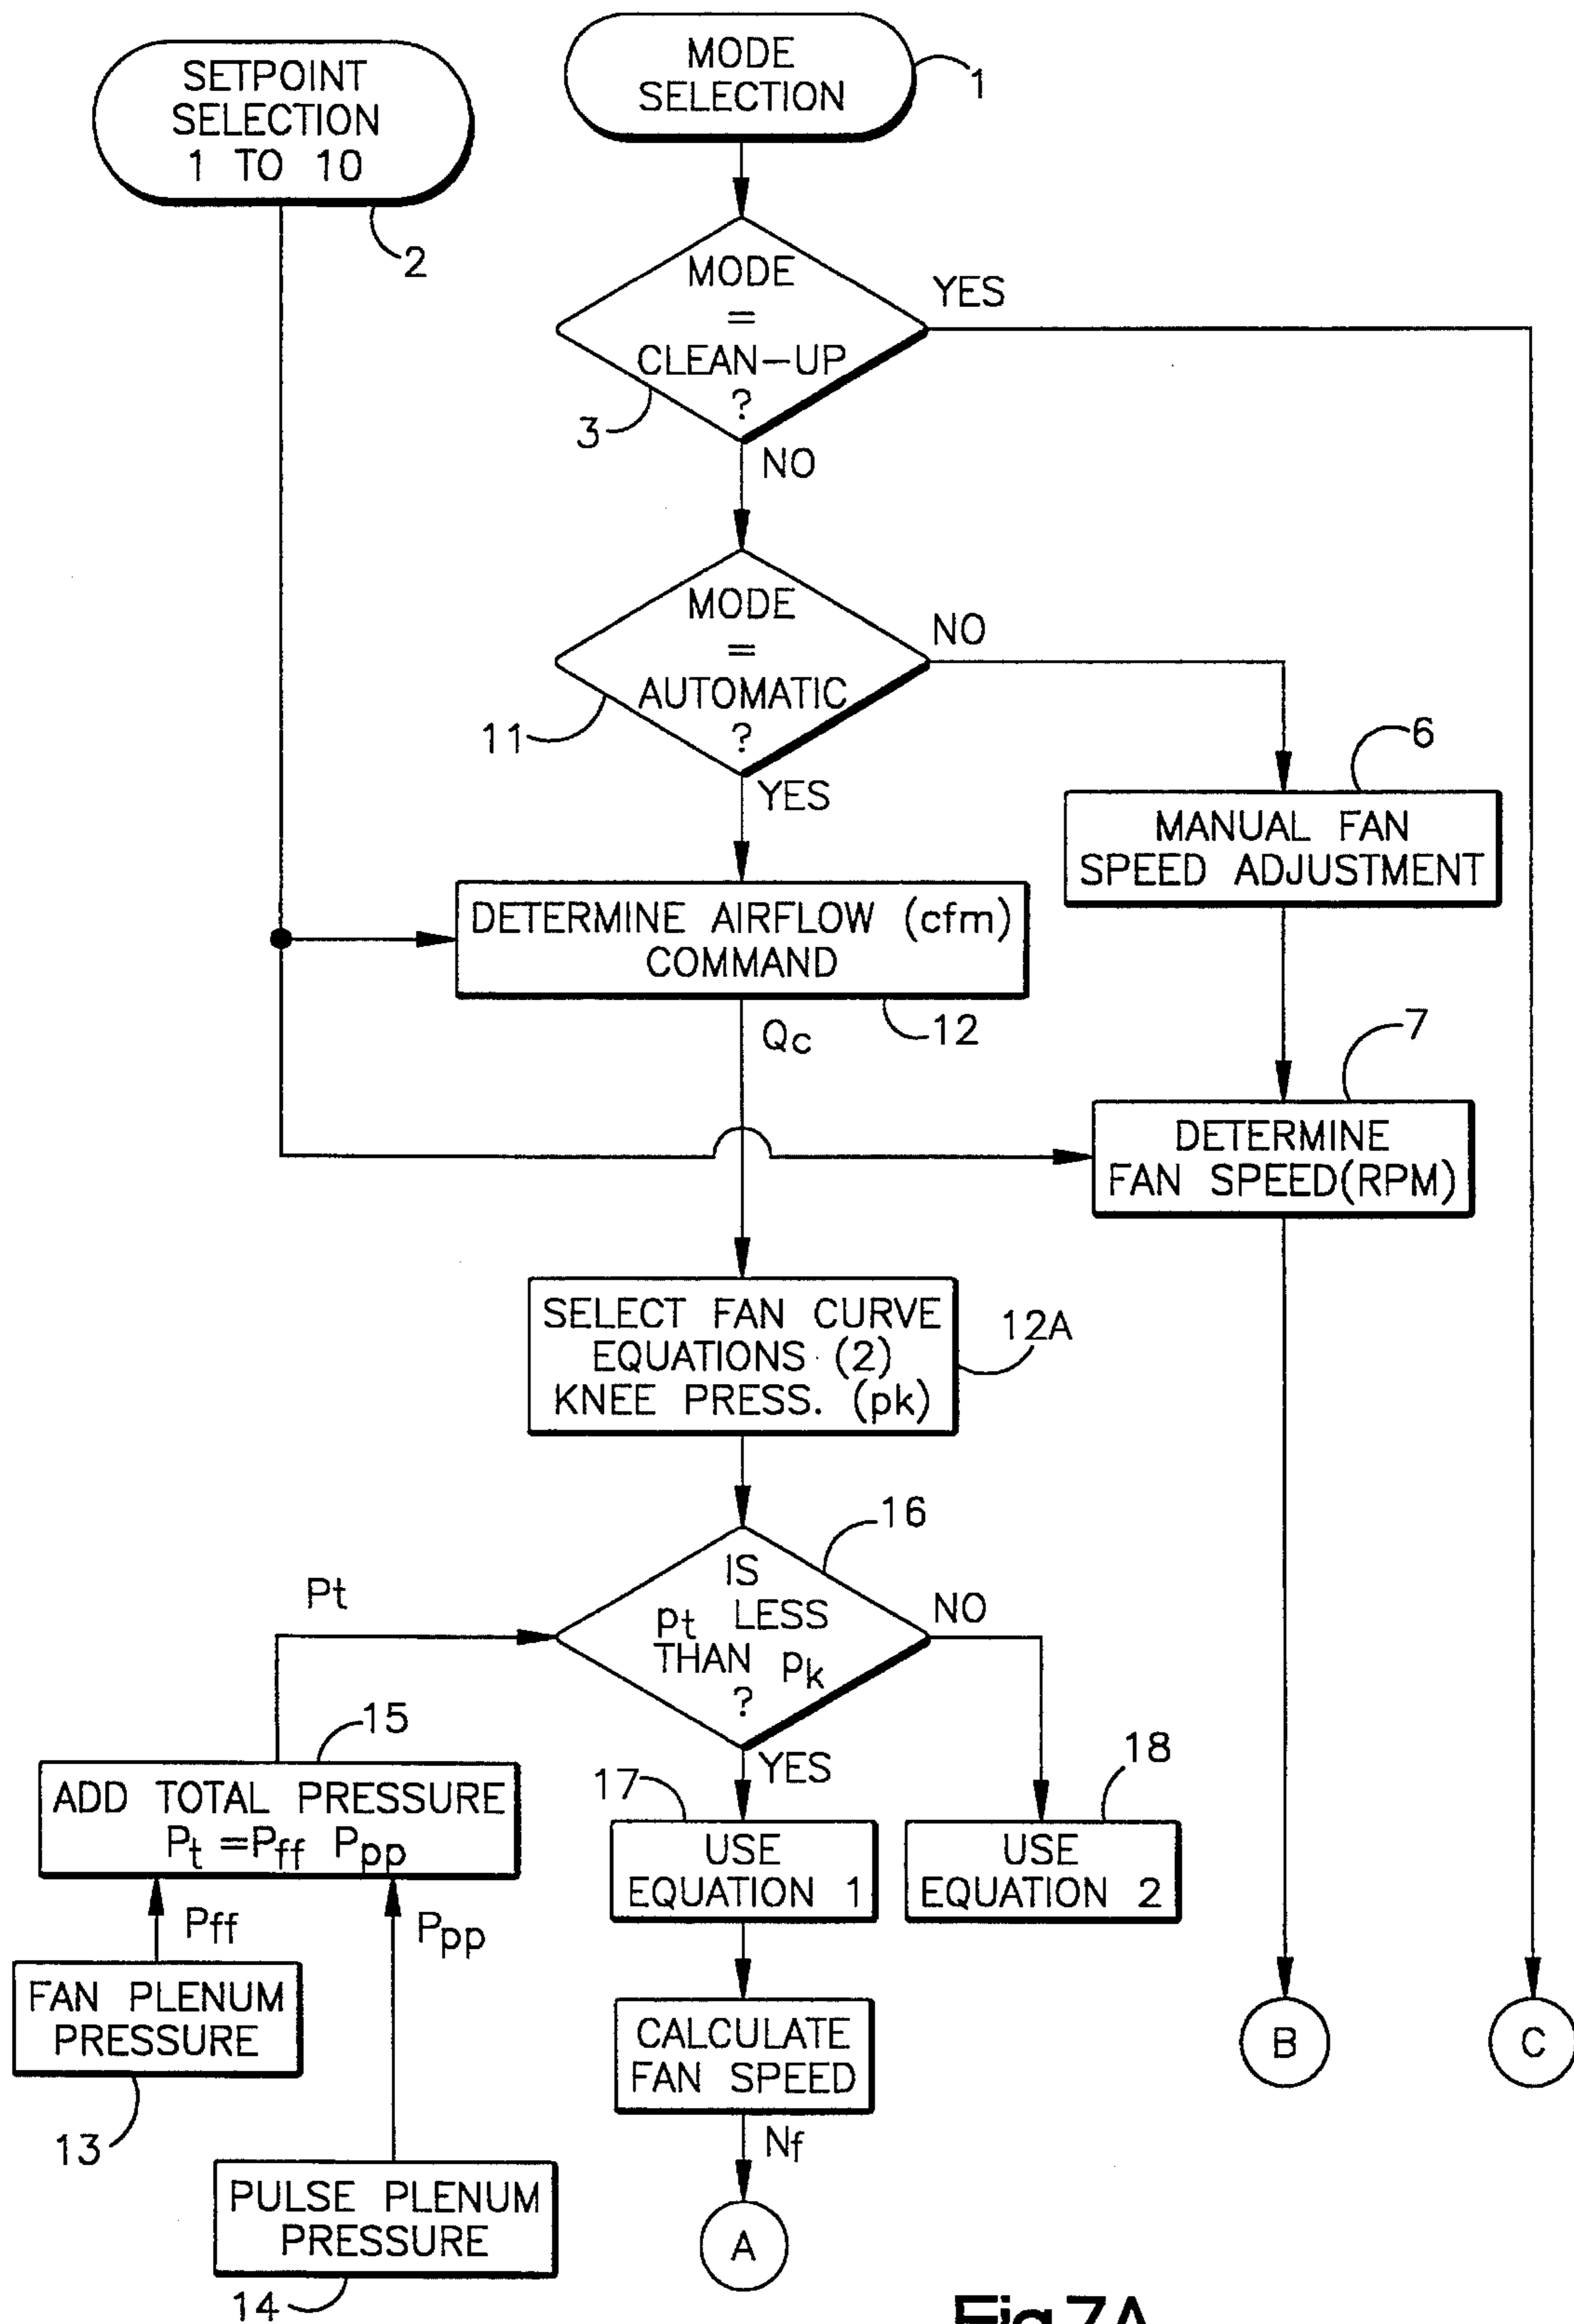 MODE
SELECTION
1
SETPOINT
SELECTION
1 TO 10
2
MODE
=
CLEAN-UP
?
3
YES
NO
MODE
=
AUTOMATIC
?
11
NO
YES
6
MANUAL FAN
SPEED ADJUSTMENT
DETERMINE AIRFLOW (cfm)
COMMAND
12
Qc
7
DETERMINE
FAN SPEED(RPM)
SELECT FAN CURVE
EQUATIONS (2)
KNEE PRESS. (pk)
12A
16
IS
pt LESS
THAN pk
?
Pt
NO
YES
15
ADD TOTAL PRESSURE
Pt =Pff Ppp
17
USE
EQUATION 1
18
USE
EQUATION 2
Pff
Ppp
FAN PLENUM
PRESSURE
13
CALCULATE
FAN SPEED
Nf
B
C
PULSE PLENUM
PRESSURE
14
A
Fig.7A